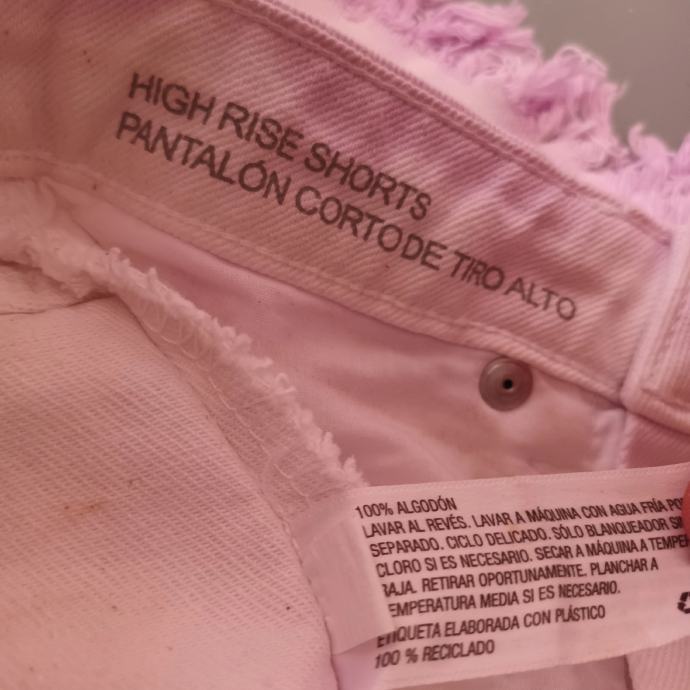 HIGH RISE SHORTS
PANTALÓN CORTO DE TIRO ALTO
100% ALGODÓN
LAVAR AL REVÉS. LAVAR A MÁQUINA CON AGUA FRÍA
SEPARADO. CICLO DELICADO. SÓLO BLANQUEADOR
CLORO SI ES NECESARIO. SECAR A MÁQUINA A
BAJA. RETIRAR OPORTUNAMENTE. PLANCHAR A
TEMPERATURA MEDIA SI ES NECESARIO.
ETIQUETA ELABORADA CON PLÁSTICO
100 % RECICLADO